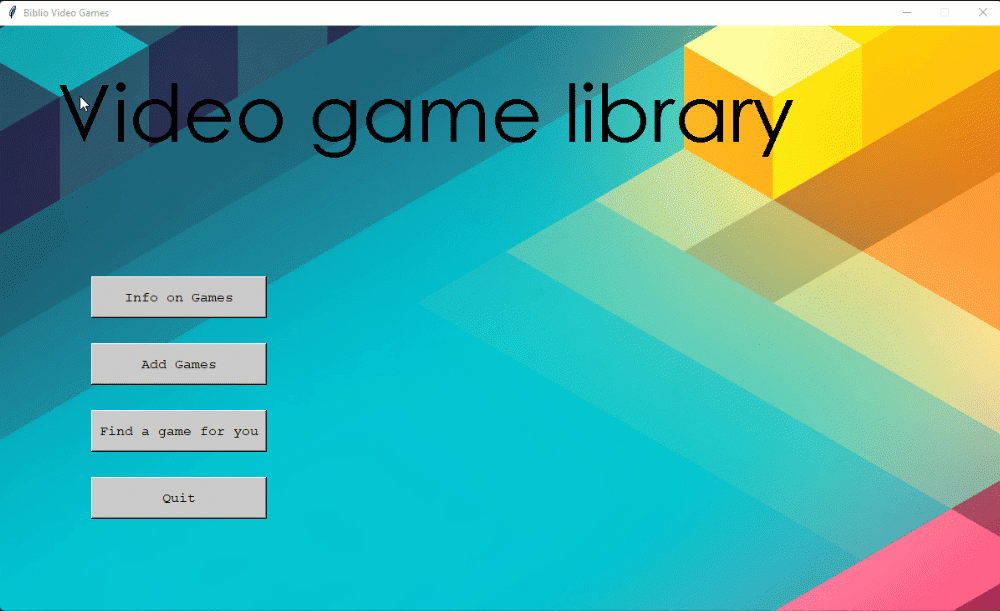 Biblio Video Games
Video game library
Info on Games
Add Games
Find a game for you
Quit